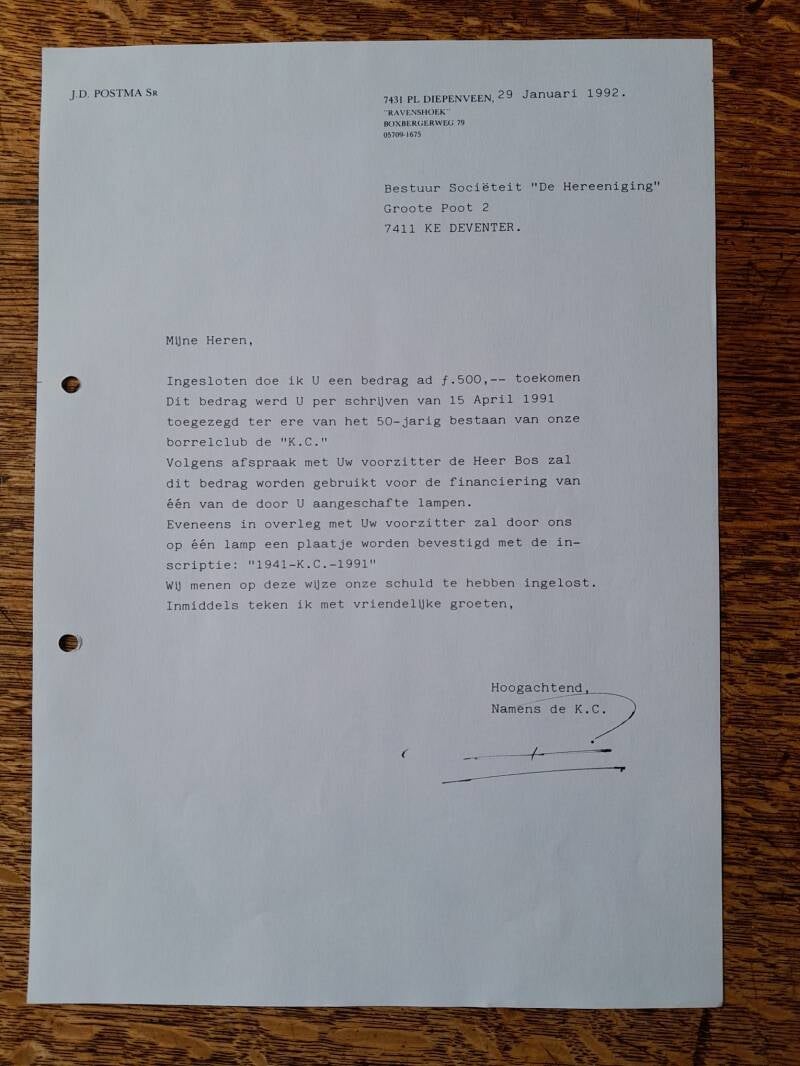 J.D. POSTMA SR
7431 PL DIEPENVEEN, 29 Januari 1992.
"RAVENSHOEK"
BOXBERGERWEG 79
05709-1675
Bestuur Sociëteit "De Hereeniging"
Groote Poot 2
7411 KE DEVENTER.
Mijne Heren,
Ingesloten doe ik U een bedrag ad ƒ.500,-- toekomen
Dit bedrag werd U per schrijven van 15 April 1991
toegezegd ter ere van het 50-jarig bestaan van onze
borrelclub de "K.C."
Volgens afspraak met Uw voorzitter de Heer Bos zal
dit bedrag worden gebruikt voor de financiering van
één van de door U aangeschafte lampen.
Eveneens in overleg met Uw voorzitter zal door ons
op één lamp een plaatje worden bevestigd met de in-
scriptie: "1941-K.C.-1991"
Wij menen op deze wijze onze schuld te hebben ingelost.
Inmiddels teken ik met vriendelijke groeten,
Hoogachtend,
Namens de K.C.